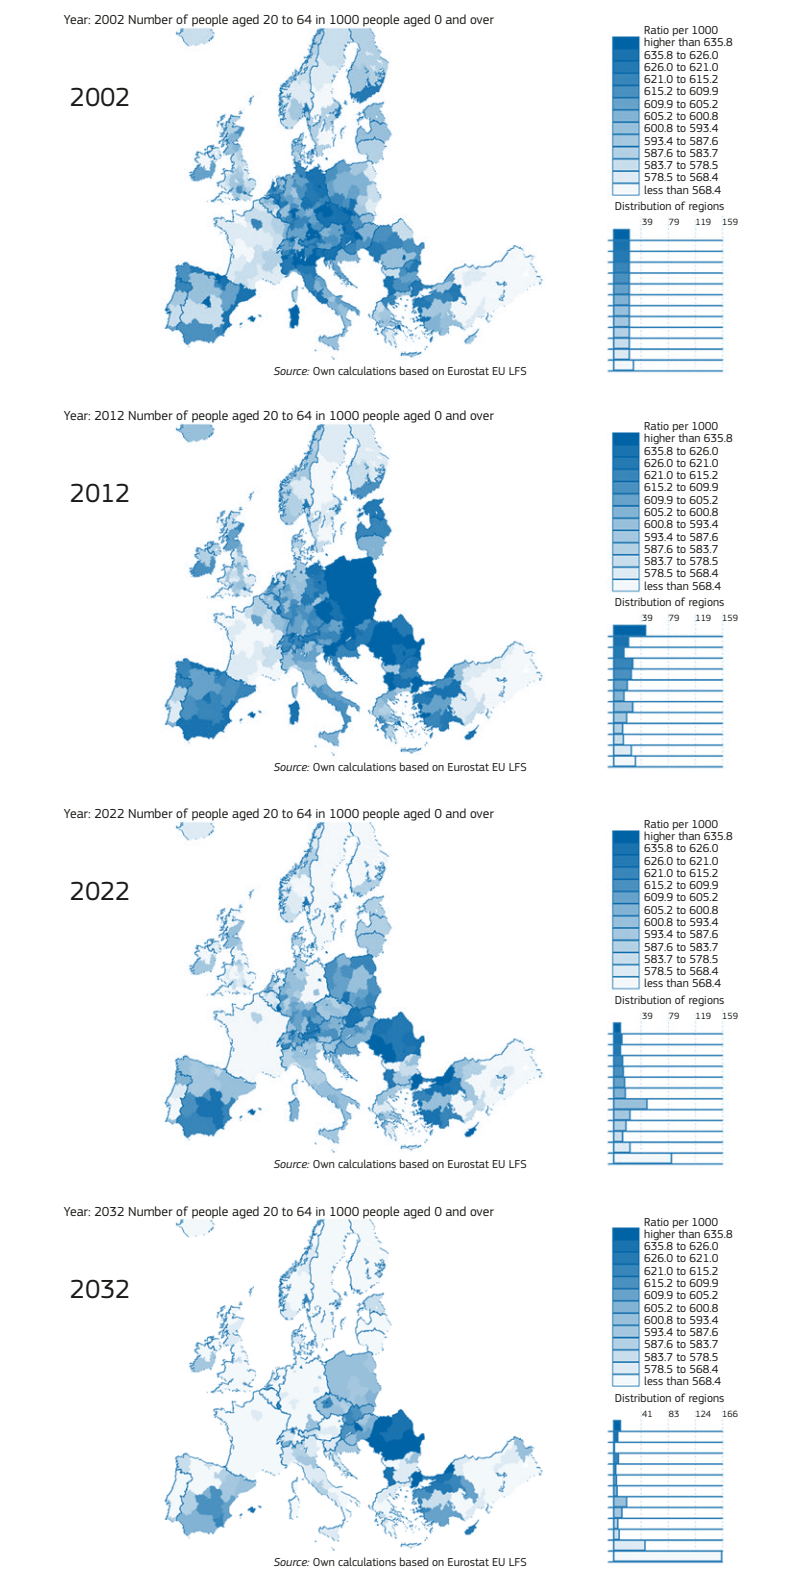 Year: 2002 Number of people aged 20 to 64 in 1000 people aged 0 and over
2002
Ratio per 1000
higher than 635.8
635.8 to 626.0
626.0 to 621.0
621.0 to 615.2
615.2 to 609.9
609.9 to 605.2
605.2 to 600.8
600.8 to 593.4
593.4 to 587.6
587.6 to 583.7
583.7 to 578.5
578.5 to 568.4
less than 568.4
Distribution of regions
39 79 119 159
Source: Own calculations based on Eurostat EU LFS
Year: 2012 Number of people aged 20 to 64 in 1000 people aged 0 and over
2012
Ratio per 1000
higher than 635.8
635.8 to 626.0
626.0 to 621.0
621.0 to 615.2
615.2 to 609.9
609.9 to 605.2
605.2 to 600.8
600.8 to 593.4
593.4 to 587.6
587.6 to 583.7
583.7 to 578.5
578.5 to 568.4
less than 568.4
Distribution of regions
39 79 119 159
Source: Own calculations based on Eurostat EU LFS
Year: 2022 Number of people aged 20 to 64 in 1000 people aged 0 and over
2022
Ratio per 1000
higher than 635.8
635.8 to 626.0
626.0 to 621.0
621.0 to 615.2
615.2 to 609.9
609.9 to 605.2
605.2 to 600.8
600.8 to 593.4
593.4 to 587.6
587.6 to 583.7
583.7 to 578.5
578.5 to 568.4
less than 568.4
Distribution of regions
39 79 119 159
Source: Own calculations based on Eurostat EU LFS
Year: 2032 Number of people aged 20 to 64 in 1000 people aged 0 and over
2032
Ratio per 1000
higher than 635.8
635.8 to 626.0
626.0 to 621.0
621.0 to 615.2
615.2 to 609.9
609.9 to 605.2
605.2 to 600.8
600.8 to 593.4
593.4 to 587.6
587.6 to 583.7
583.7 to 578.5
578.5 to 568.4
less than 568.4
Distribution of regions
41 83 124 166
Source: Own calculations based on Eurostat EU LFS